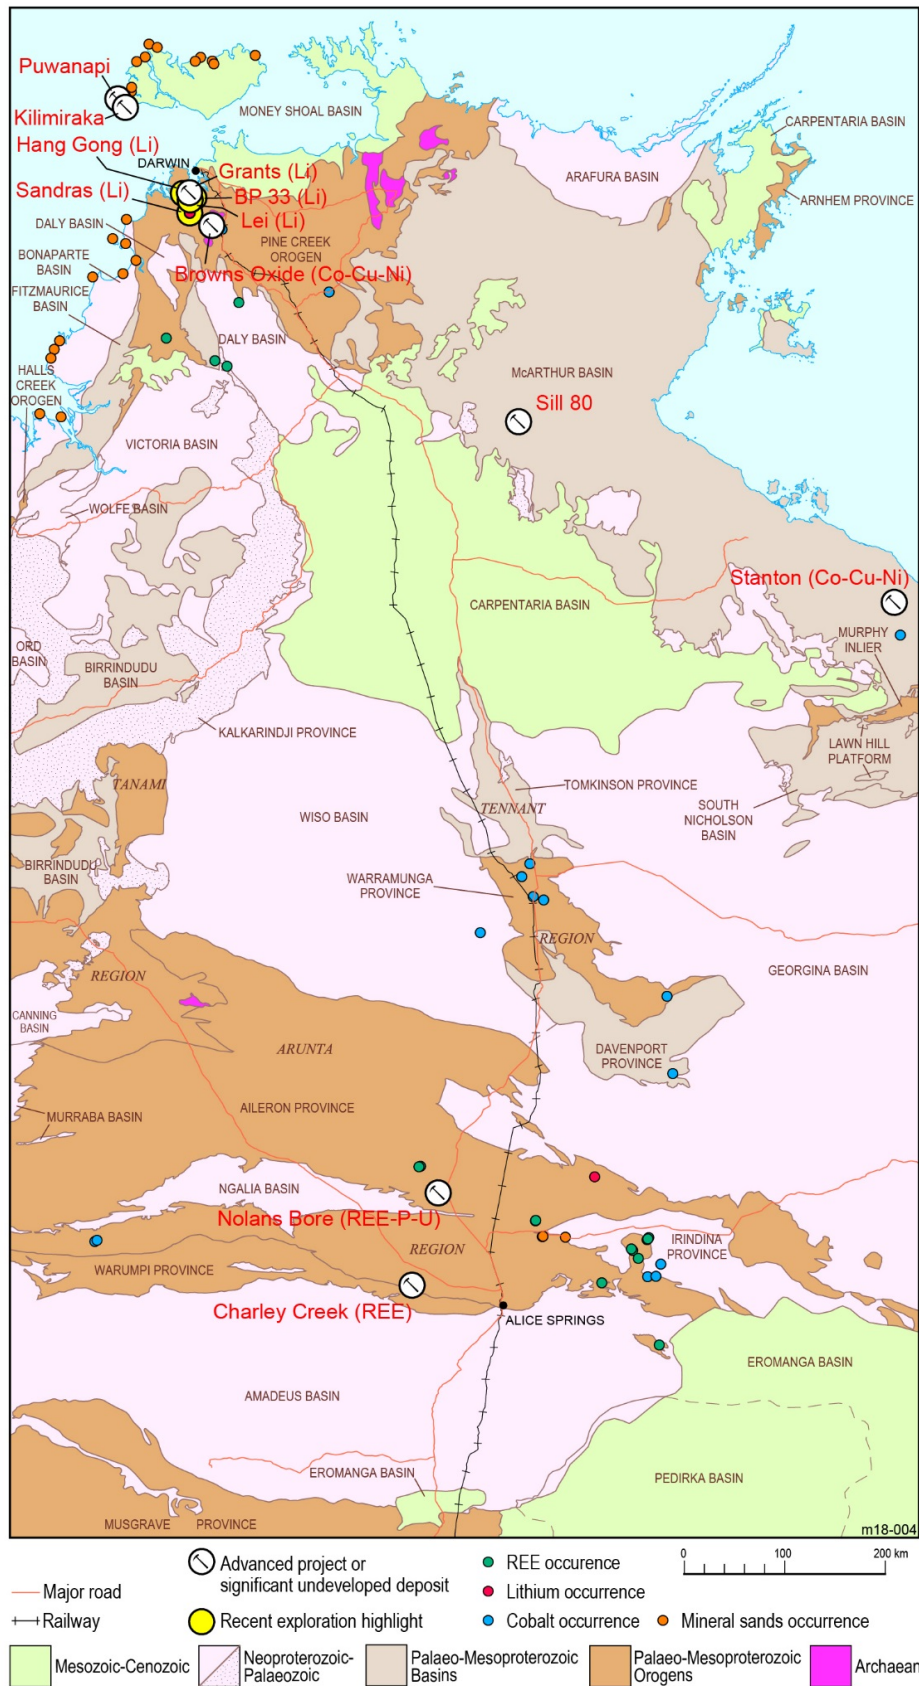 Puwanapi
Kilimiraka
Hang Gong (Li)
MONEY SHOAL BASIN
CARPENTARIA BASIN
DARWIN
Grants (Li)
Sandras (Li)
BP 33 (Li)
ARAFURA BASIN
ARNHEM PROVINCE
Lei (Li)
DALY BASIN
PINE CREEK
OROGEN
BONAPARTE
BASIN
Browns Oxide (Co-Cu-Ni)
FITZMAURICE
BASIN
DALY BASIN
HALLS
CREEK
OROGEN
McARTHUR BASIN
Sill 80
VICTORIA BASIN
WOLFE BASIN
Stanton (Co-Cu-Ni)
CARPENTARIA BASIN
ORD
BASIN
BIRRINDUDU
BASIN
MURPHY
INLIER
KALKARINDJI PROVINCE
LAWN HILL
PLATFORM
TANAMI
TOMKINSON PROVINCE
TENNANT
SOUTH
NICHOLSON
BASIN
WISO BASIN
BIRRINDUDU
BASIN
WARRAMUNGA
PROVINCE
REGION
REGION
GEORGINA BASIN
CANNING
BASIN
ARUNTA
DAVENPORT
PROVINCE
AILERON PROVINCE
MURRABA BASIN
NGALIA BASIN
Nolans Bore (REE-P-U)
REGION
IRINDINA
PROVINCE
WARUMPI PROVINCE
Charley Creek (REE)
ALICE SPRINGS
EROMANGA BASIN
AMADEUS BASIN
EROMANGA BASIN
PEDIRKA BASIN
MUSGRAVE PROVINCE
m18-004
Major road
Railway
Advanced project or
significant undeveloped deposit
Recent exploration highlight
REE occurence
Lithium occurrence
Cobalt occurrence
Mineral sands occurrence
0 100 200 km
Mesozoic-Cenozoic
Neoproterozoic-
Palaeozoic
Palaeo-Mesoproterozoic
Basins
Palaeo-Mesoproterozoic
Orogens
Archaean